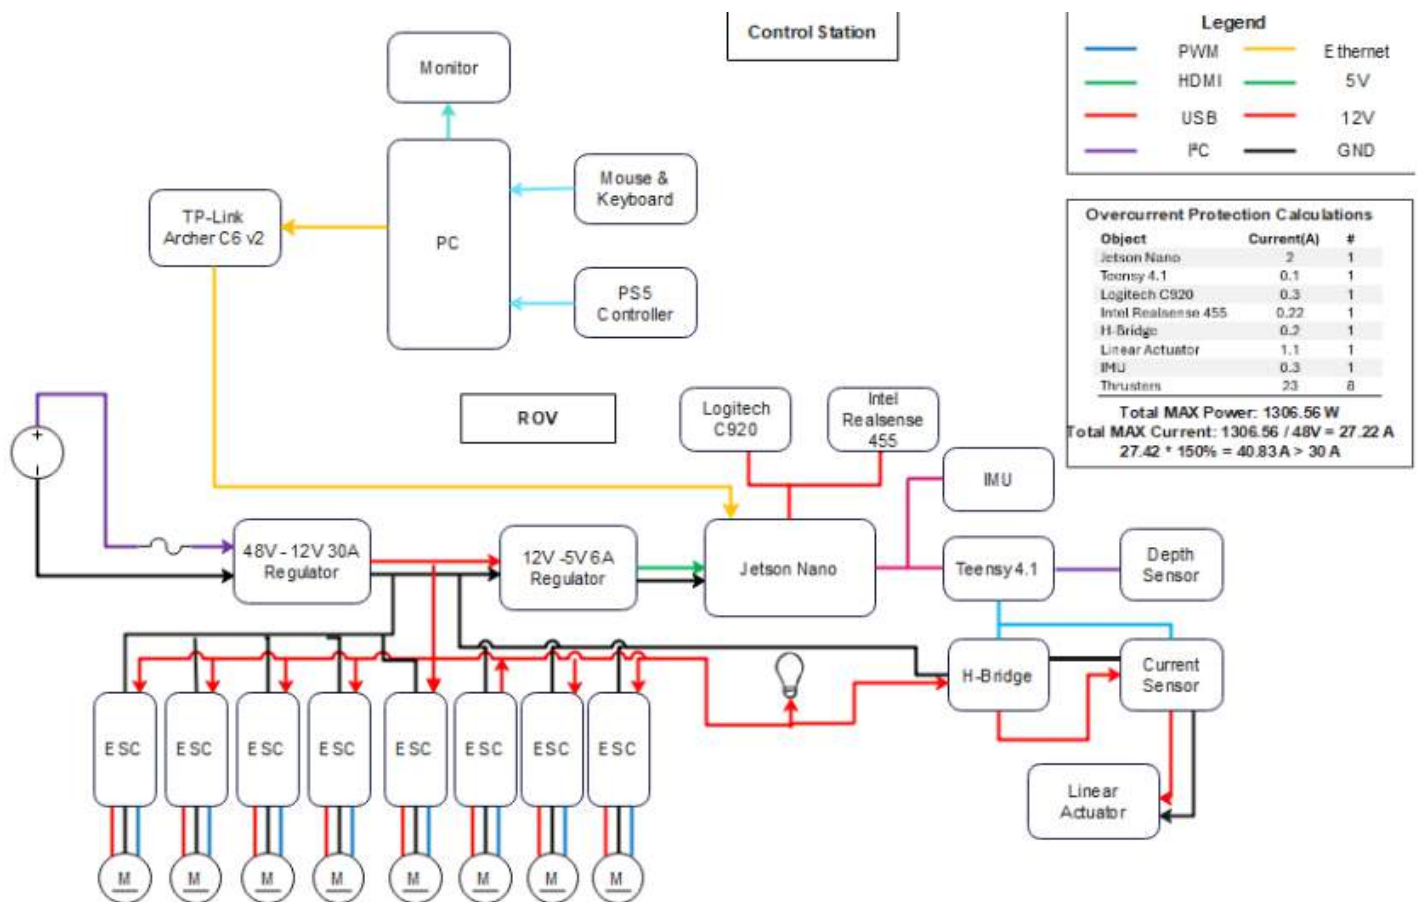 Control Station
Legend
PWM
Ethernet
HDMI
5V
USB
12V
I²C
GND
Monitor
Mouse &
Keyboard
TP-Link
Archer C6 v2
PC
PS5
Controller
Overcurrent Protection Calculations
Object Current(A) #
Jetson Nano 2 1
Teensy 4.1 0.1 1
Logitech C920 0.3 1
Intel Realsense 455 0.22 1
H-Bridge 0.2 1
Linear Actuator 1.1 1
IMU 0.3 1
Thrusters 23 8
Total MAX Power: 1306.56 W
Total MAX Current: 1306.56 / 48V = 27.22 A
27.42 * 150% = 40.83 A > 30 A
ROV
Logitech
C920
Intel
Realsense
455
IMU
48V - 12V 30A
Regulator
12V -5V 6A
Regulator
Jetson Nano
Teensy 4.1
Depth
Sensor
H-Bridge
Current
Sensor
ESC
ESC
ESC
ESC
ESC
ESC
ESC
ESC
Linear
Actuator
M
M
M
M
M
M
M
M